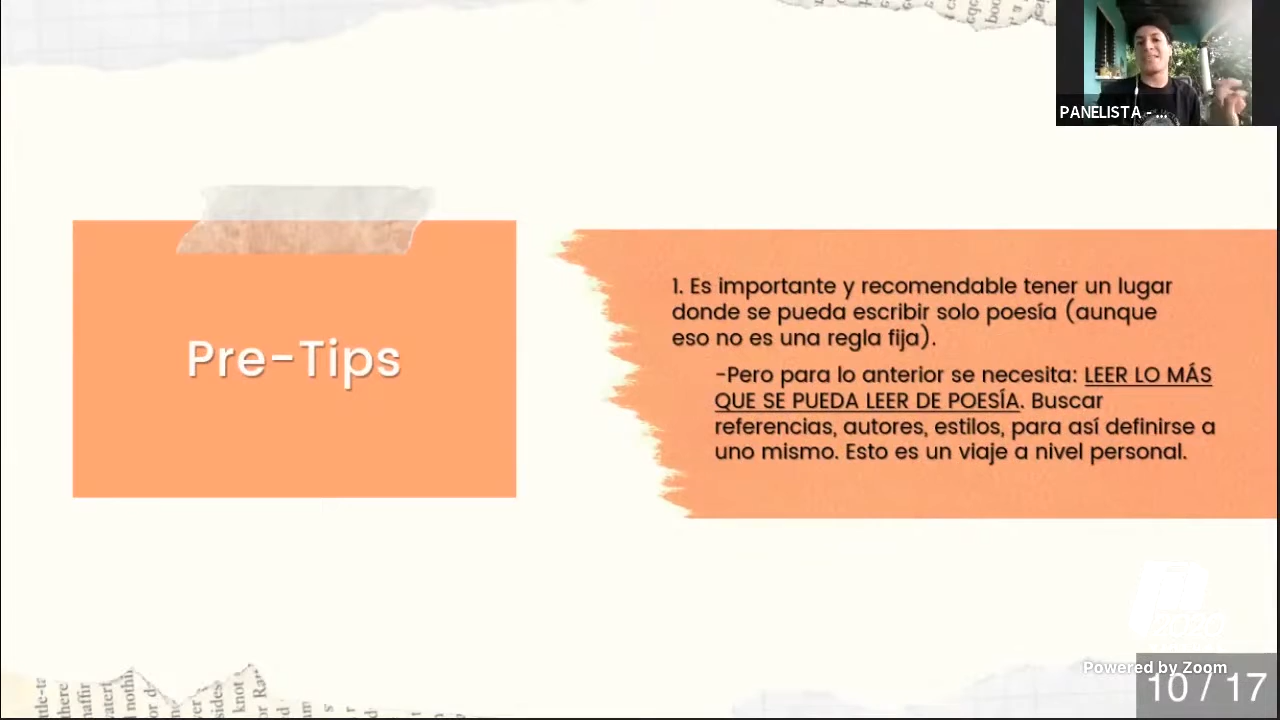 PANELISTA - ...
Pre-Tips
1. Es importante y recomendable tener un lugar
donde se pueda escribir solo poesía (aunque
eso no es una regla fija).
-Pero para lo anterior se necesita: LEER LO MÁS
QUE SE PUEDA LEER DE POESÍA. Buscar
referencias, autores, estilos, para así definirse a
uno mismo. Esto es un viaje a nivel personal.
there
knot
Powered by Zoom
10 / 17